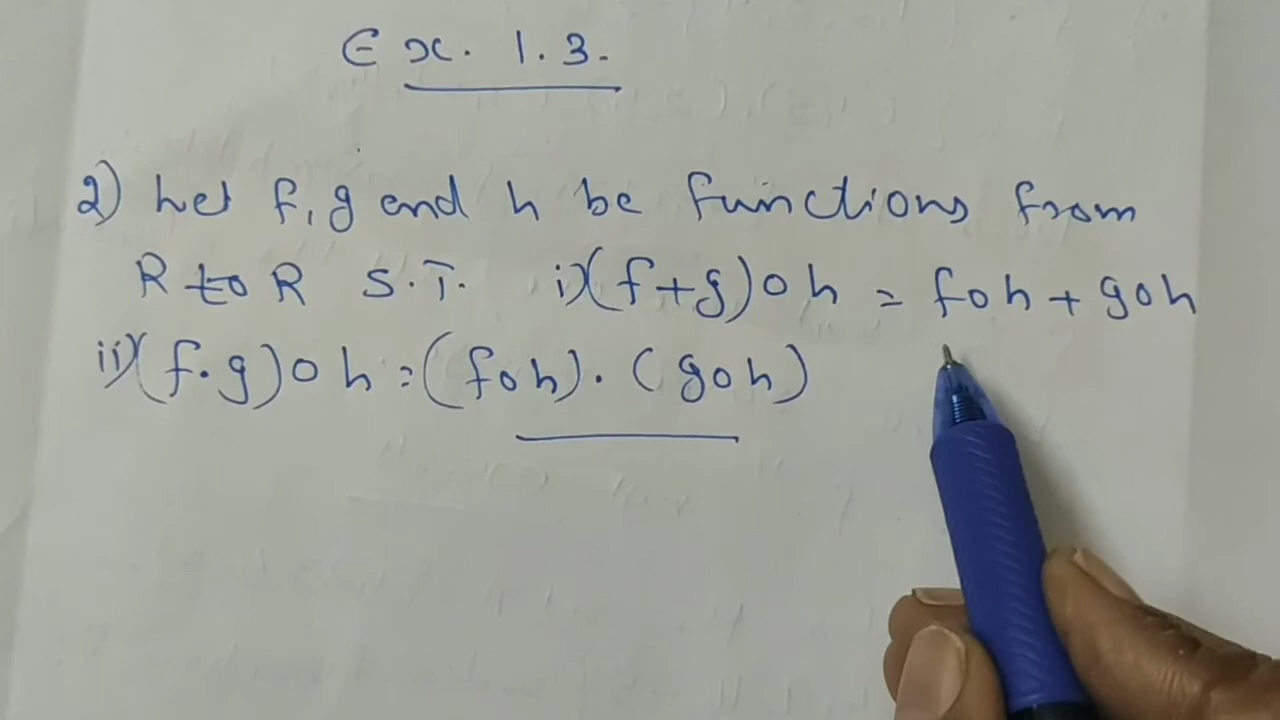 Ex. 1.3.
2) Let f, g and h be functions from
R to R S.T. i) (f+g)oh = foh + goh
ii) (f.g)oh = (foh). (goh)